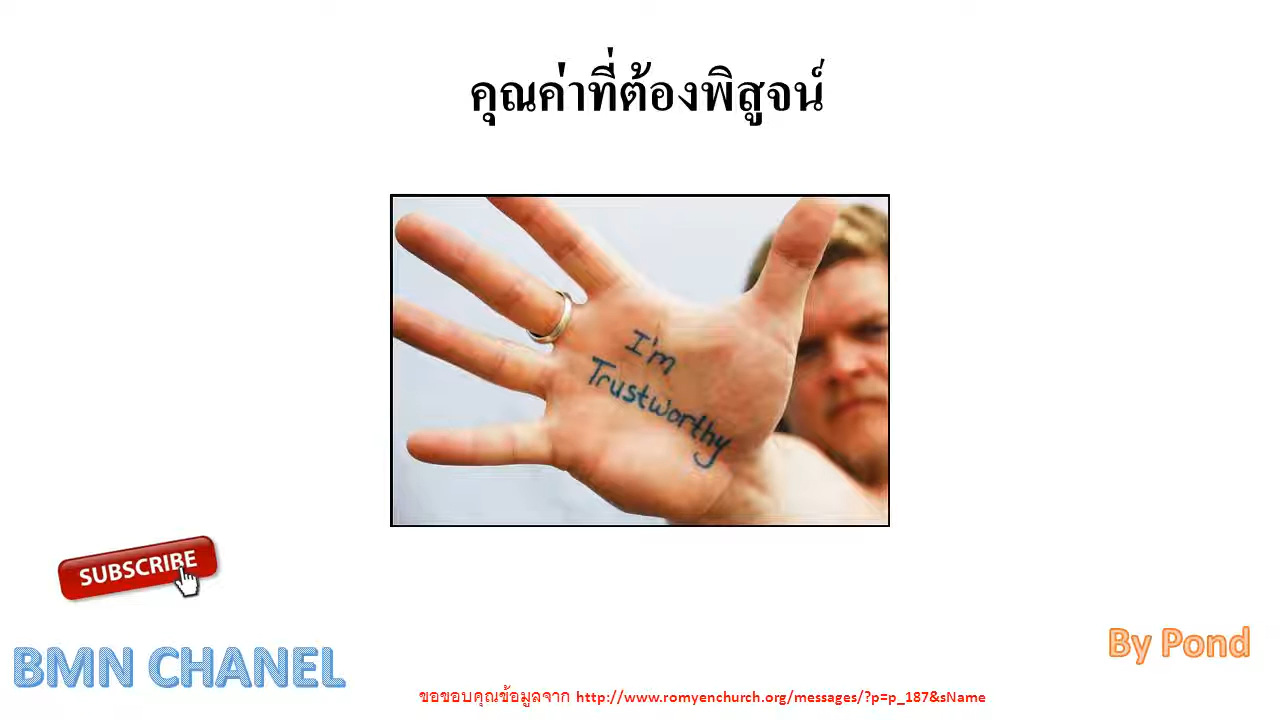 คุณค่าที่ต้องพิสูจน์
I'm
Trustworthy
SUBSCRIBE
BMN CHANEL
By Pond
ขอขอบคุณข้อมูลจาก http://www.romyenchurch.org/messages/?p=p_187&sName